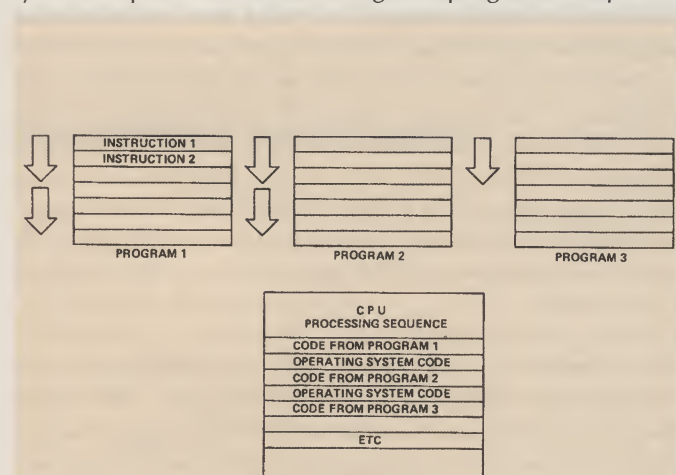 INSTRUCTION 1
INSTRUCTION 2
PROGRAM 1
PROGRAM 2
PROGRAM 3
CPU
PROCESSING SEQUENCE
CODE FROM PROGRAM 1
OPERATING SYSTEM CODE
CODE FROM PROGRAM 2
OPERATING SYSTEM CODE
CODE FROM PROGRAM 3
ETC